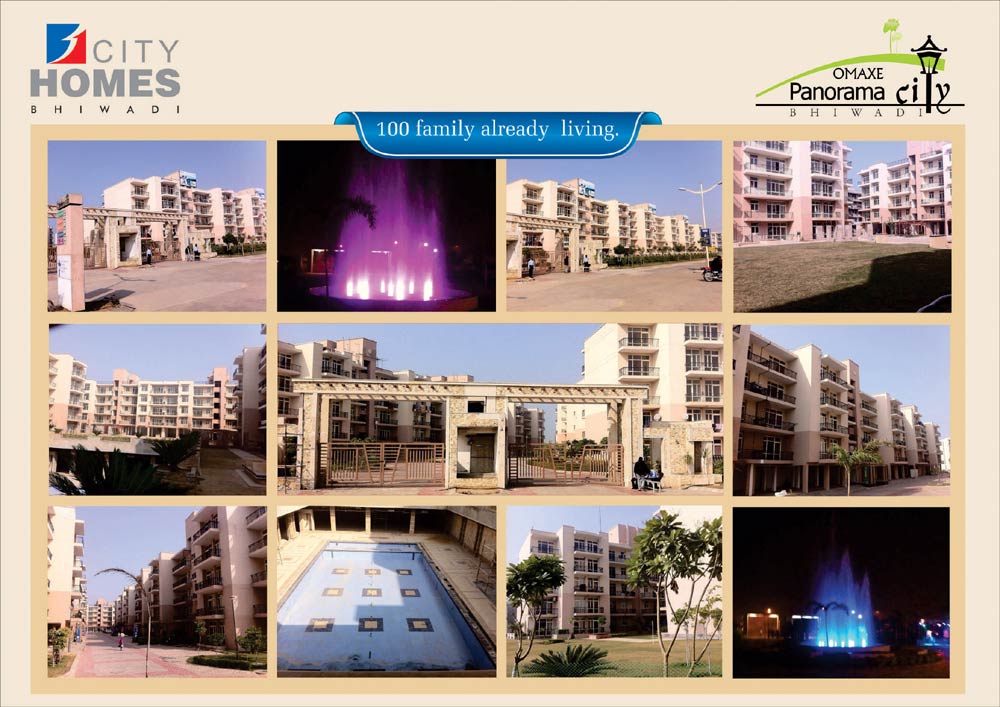 CITY
HOMES
BHIWADI
OMAXE
Panorama city
BHIWADI
100 family already living.